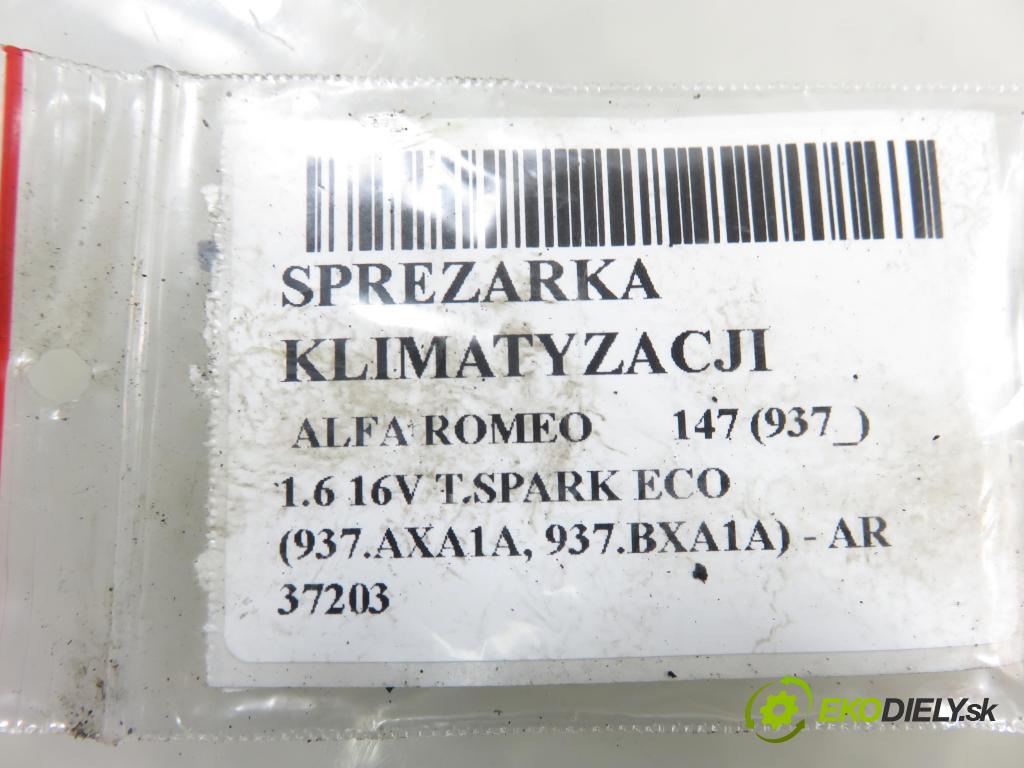 SPREZARKA
KLIMATYZACJI
ALFA ROMEO 147 (937_)
1.6 16V T.SPARK ECO
(937.AXA1A, 937.BXA1A) - AR
37203
EKODIELY.sk